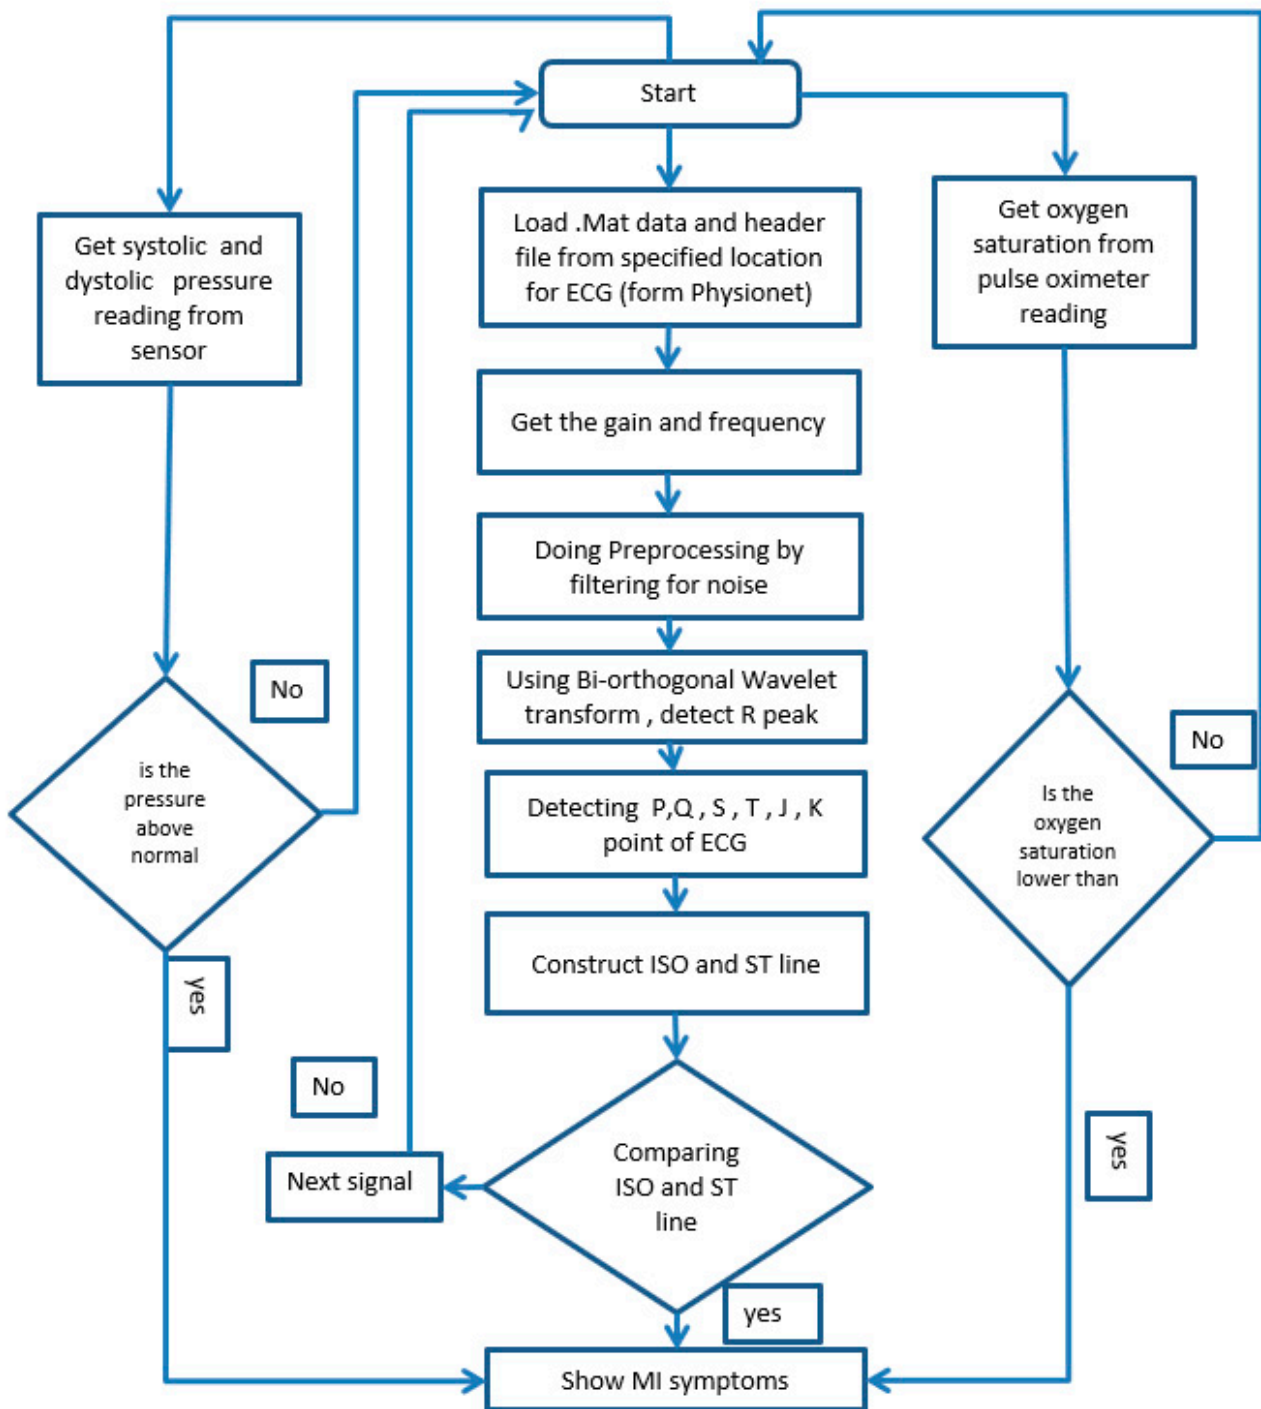 Start
Get systolic and
dystolic pressure
reading from
sensor
Load .Mat data and header
file from specified location
for ECG (form Physionet)
Get oxygen
saturation from
pulse oximeter
reading
Get the gain and frequency
Doing Preprocessing by
filtering for noise
Using Bi-orthogonal Wavelet
transform , detect R peak
No
No
is the
pressure
above
normal
Detecting P,Q , S , T , J , K
point of ECG
Is the
oxygen
saturation
lower than
Construct ISO and ST line
yes
No
Next signal
Comparing
ISO and ST
line
yes
yes
Show MI symptoms